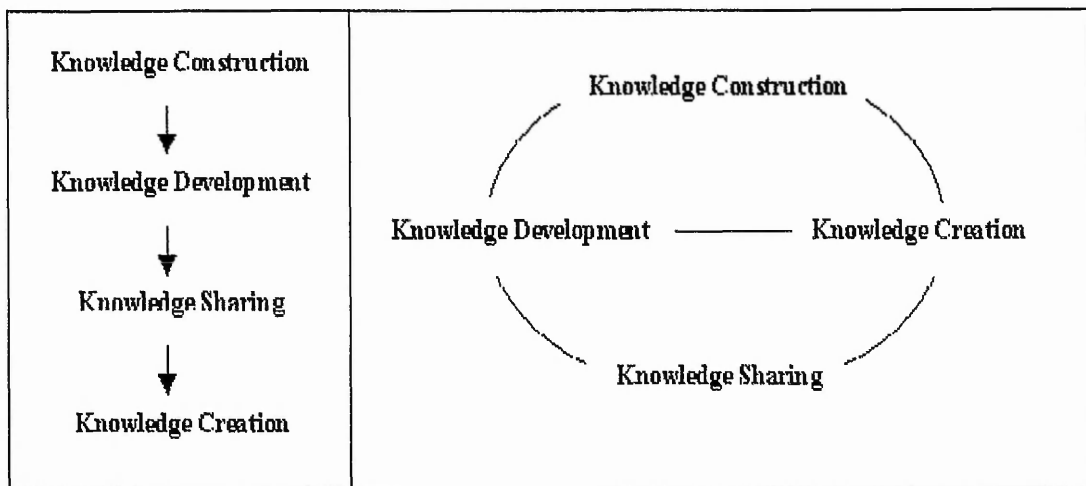 Knowledge Construction
Knowledge Development
Knowledge Sharing
Knowledge Creation
Knowledge Construction
Knowledge Development
Knowledge Creation
Knowledge Sharing